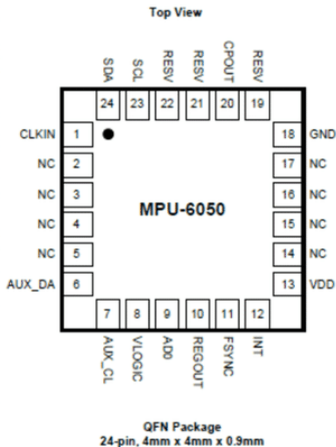 Top View
SDA SCL RESV RESV CPOUT RESV
24 23 22 21 20 19
CLKIN 1 18 GND
NC 2 17 NC
NC 3 16 NC
NC 4 15 NC
NC 5 14 NC
AUX_DA 6 13 VDD
MPU-6050
7 8 9 10 11 12
AUX_CL VLOGIC AD0 REGOUT FSYNC INT
QFN Package
24-pin, 4mm x 4mm x 0.9mm